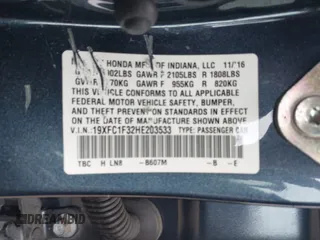 HONDA MFG. OF INDIANA, LLC 11/16
GAWR F 2105LBS R 1808LBS
70KG GAWR F 955KG R 820KG
THIS VEHICLE CONFORMS TO ALL APPLICABLE
FEDERAL MOTOR VEHICLE SAFETY, BUMPER,
AND THEFT PREVENTION STANDARDS IN EFFECT
ON THE DATE OF MANUFACTURE SHOWN ABOVE.
V.I.N. 19XFC1F32HE203533 TYPE: PASSENGER CAR
TBC H LNR -B607M -B -E
DREAMBID